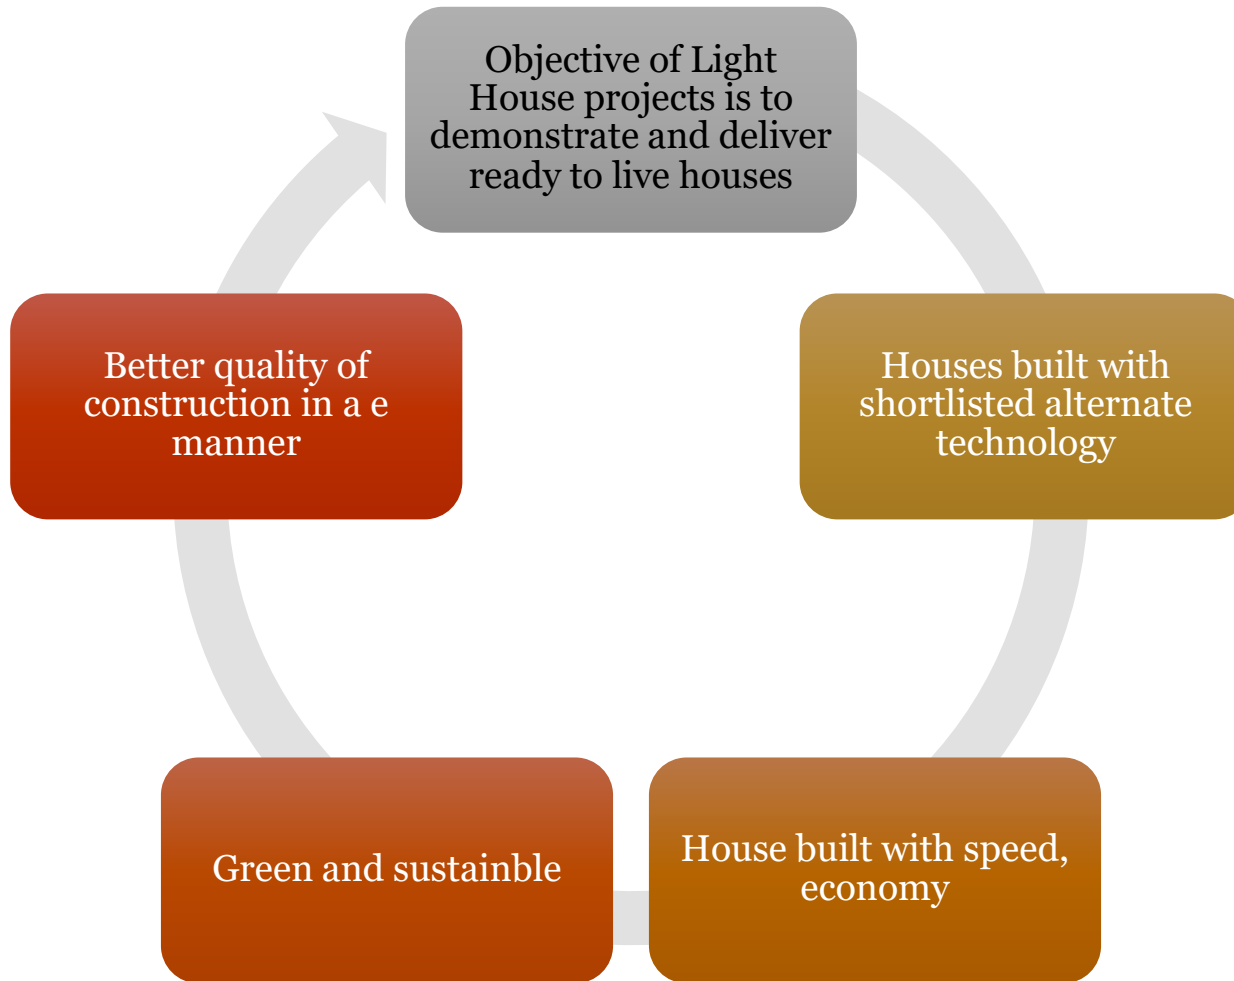 Objective of Light
House projects is to
demonstrate and deliver
ready to live houses
Houses built with
shortlisted alternate
technology
House built with speed,
economy
Green and sustainble
Better quality of
construction in a e
manner